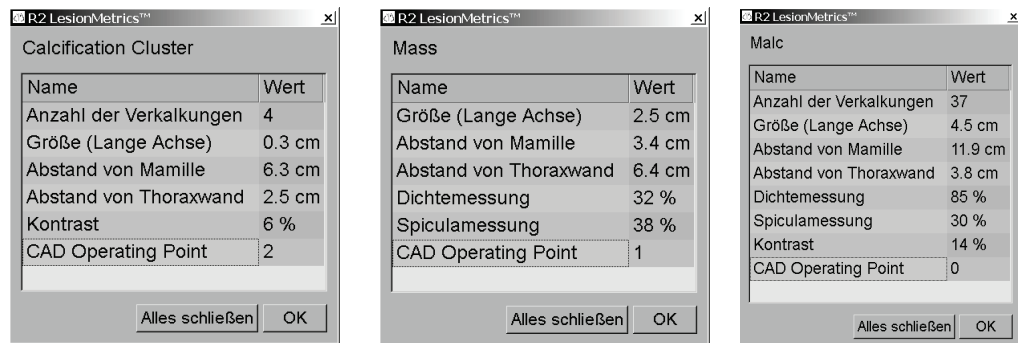 R2 LesionMetrics™
Calcification Cluster
Name Wert
Anzahl der Verkalkungen 4
Größe (Lange Achse) 0.3 cm
Abstand von Mamille 6.3 cm
Abstand von Thoraxwand 2.5 cm
Kontrast 6 %
CAD Operating Point 2
Alles schließen OK
R2 LesionMetrics™
Mass
Name Wert
Größe (Lange Achse) 2.5 cm
Abstand von Mamille 3.4 cm
Abstand von Thoraxwand 6.4 cm
Dichtemessung 32 %
Spiculamessung 38 %
CAD Operating Point 1
Alles schließen OK
R2 LesionMetrics™
Malc
Name Wert
Anzahl der Verkalkungen 37
Größe (Lange Achse) 4.5 cm
Abstand von Mamille 11.9 cm
Abstand von Thoraxwand 3.8 cm
Dichtemessung 85 %
Spiculamessung 30 %
Kontrast 14 %
CAD Operating Point 0
Alles schließen OK